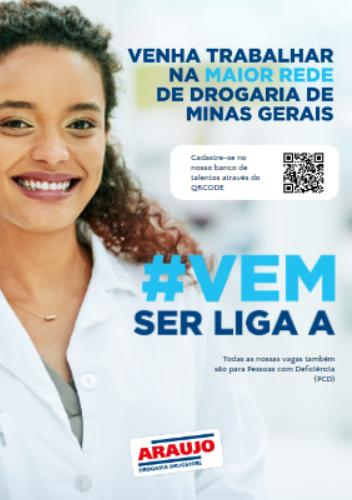 VENHA TRABALHAR
NA MAIOR REDE
DE DROGARIA DE
MINAS GERAIS
Cadastre-se no
nosso banco de
talentos através do
QRCODE
#VEM
SER LIGA A
Todas as nossas vagas também
são para Pessoas com Deficiência
(PCD)
ARAUJO
DROGARIA DRUGSTORE